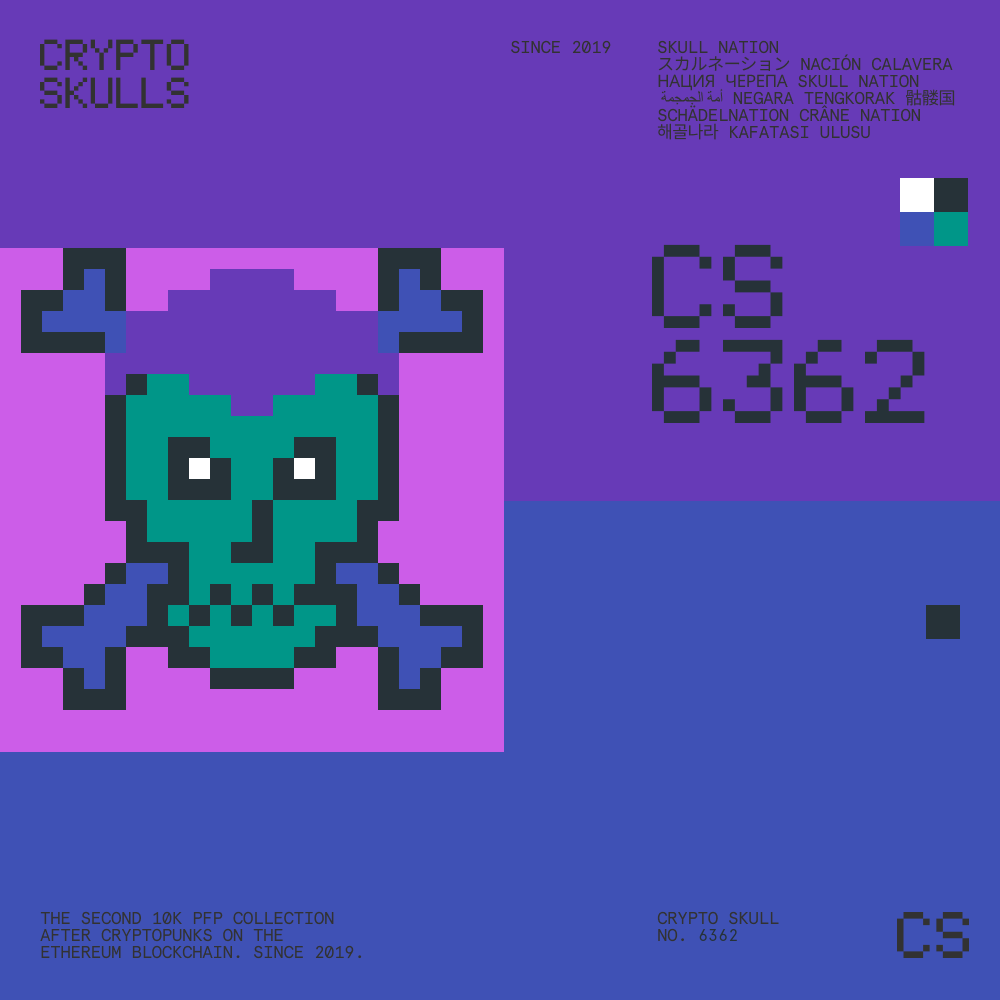 CRYPTO
SKULLS
SINCE 2019
SKULL NATION
スカルネーション NACIÓN CALAVERA
НАЦИЯ ЧЕРЕПА SKULL NATION
أمة الجمجمة NEGARA TENGKORAK 骷髅国
SCHÄDELNATION CRÂNE NATION
해골나라 KAFATASI ULUSU
CS
6362
THE SECOND 10K PFP COLLECTION
AFTER CRYPTOPUNKS ON THE
ETHEREUM BLOCKCHAIN. SINCE 2019.
CRYPTO SKULL
NO. 6362
CS